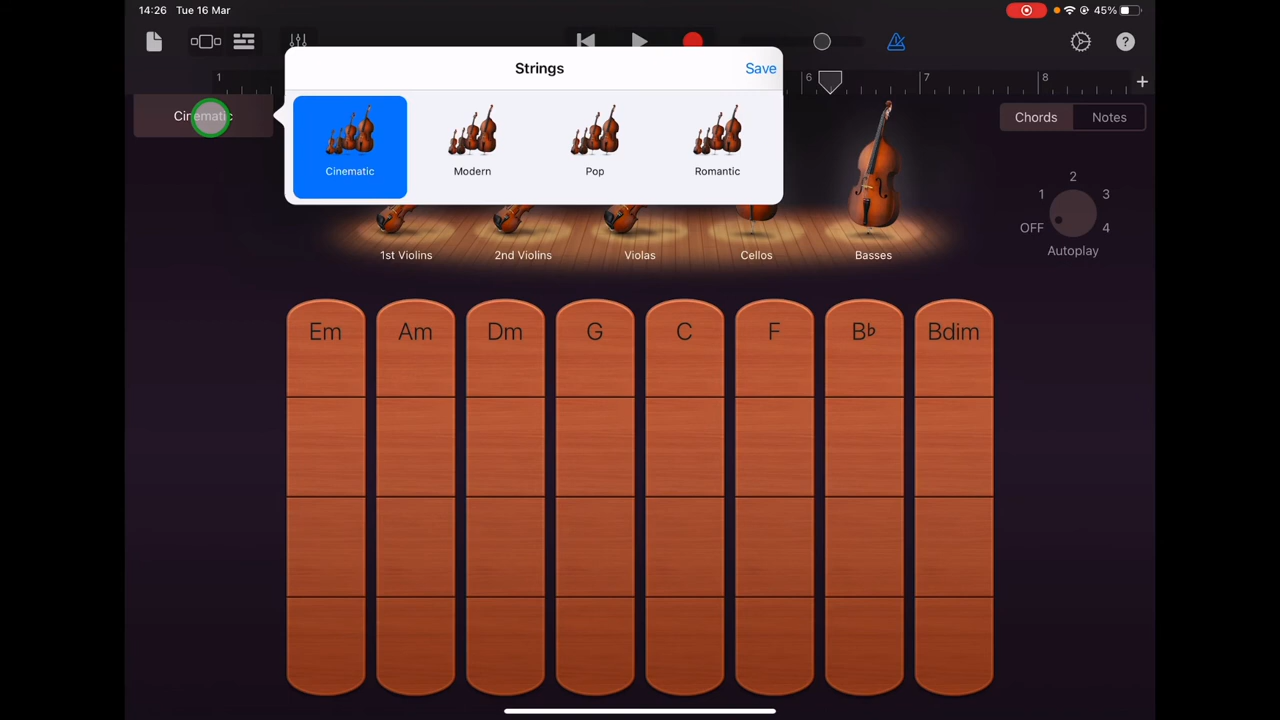 14:26 Tue 16 Mar
45%
?
Strings Save
1 6 7 8 +
Cinematic
Cinematic Modern Pop Romantic
Chords Notes
2
1 3
OFF 4
Autoplay
1st Violins 2nd Violins Violas Cellos Basses
Em Am Dm G C F B♭ Bdim